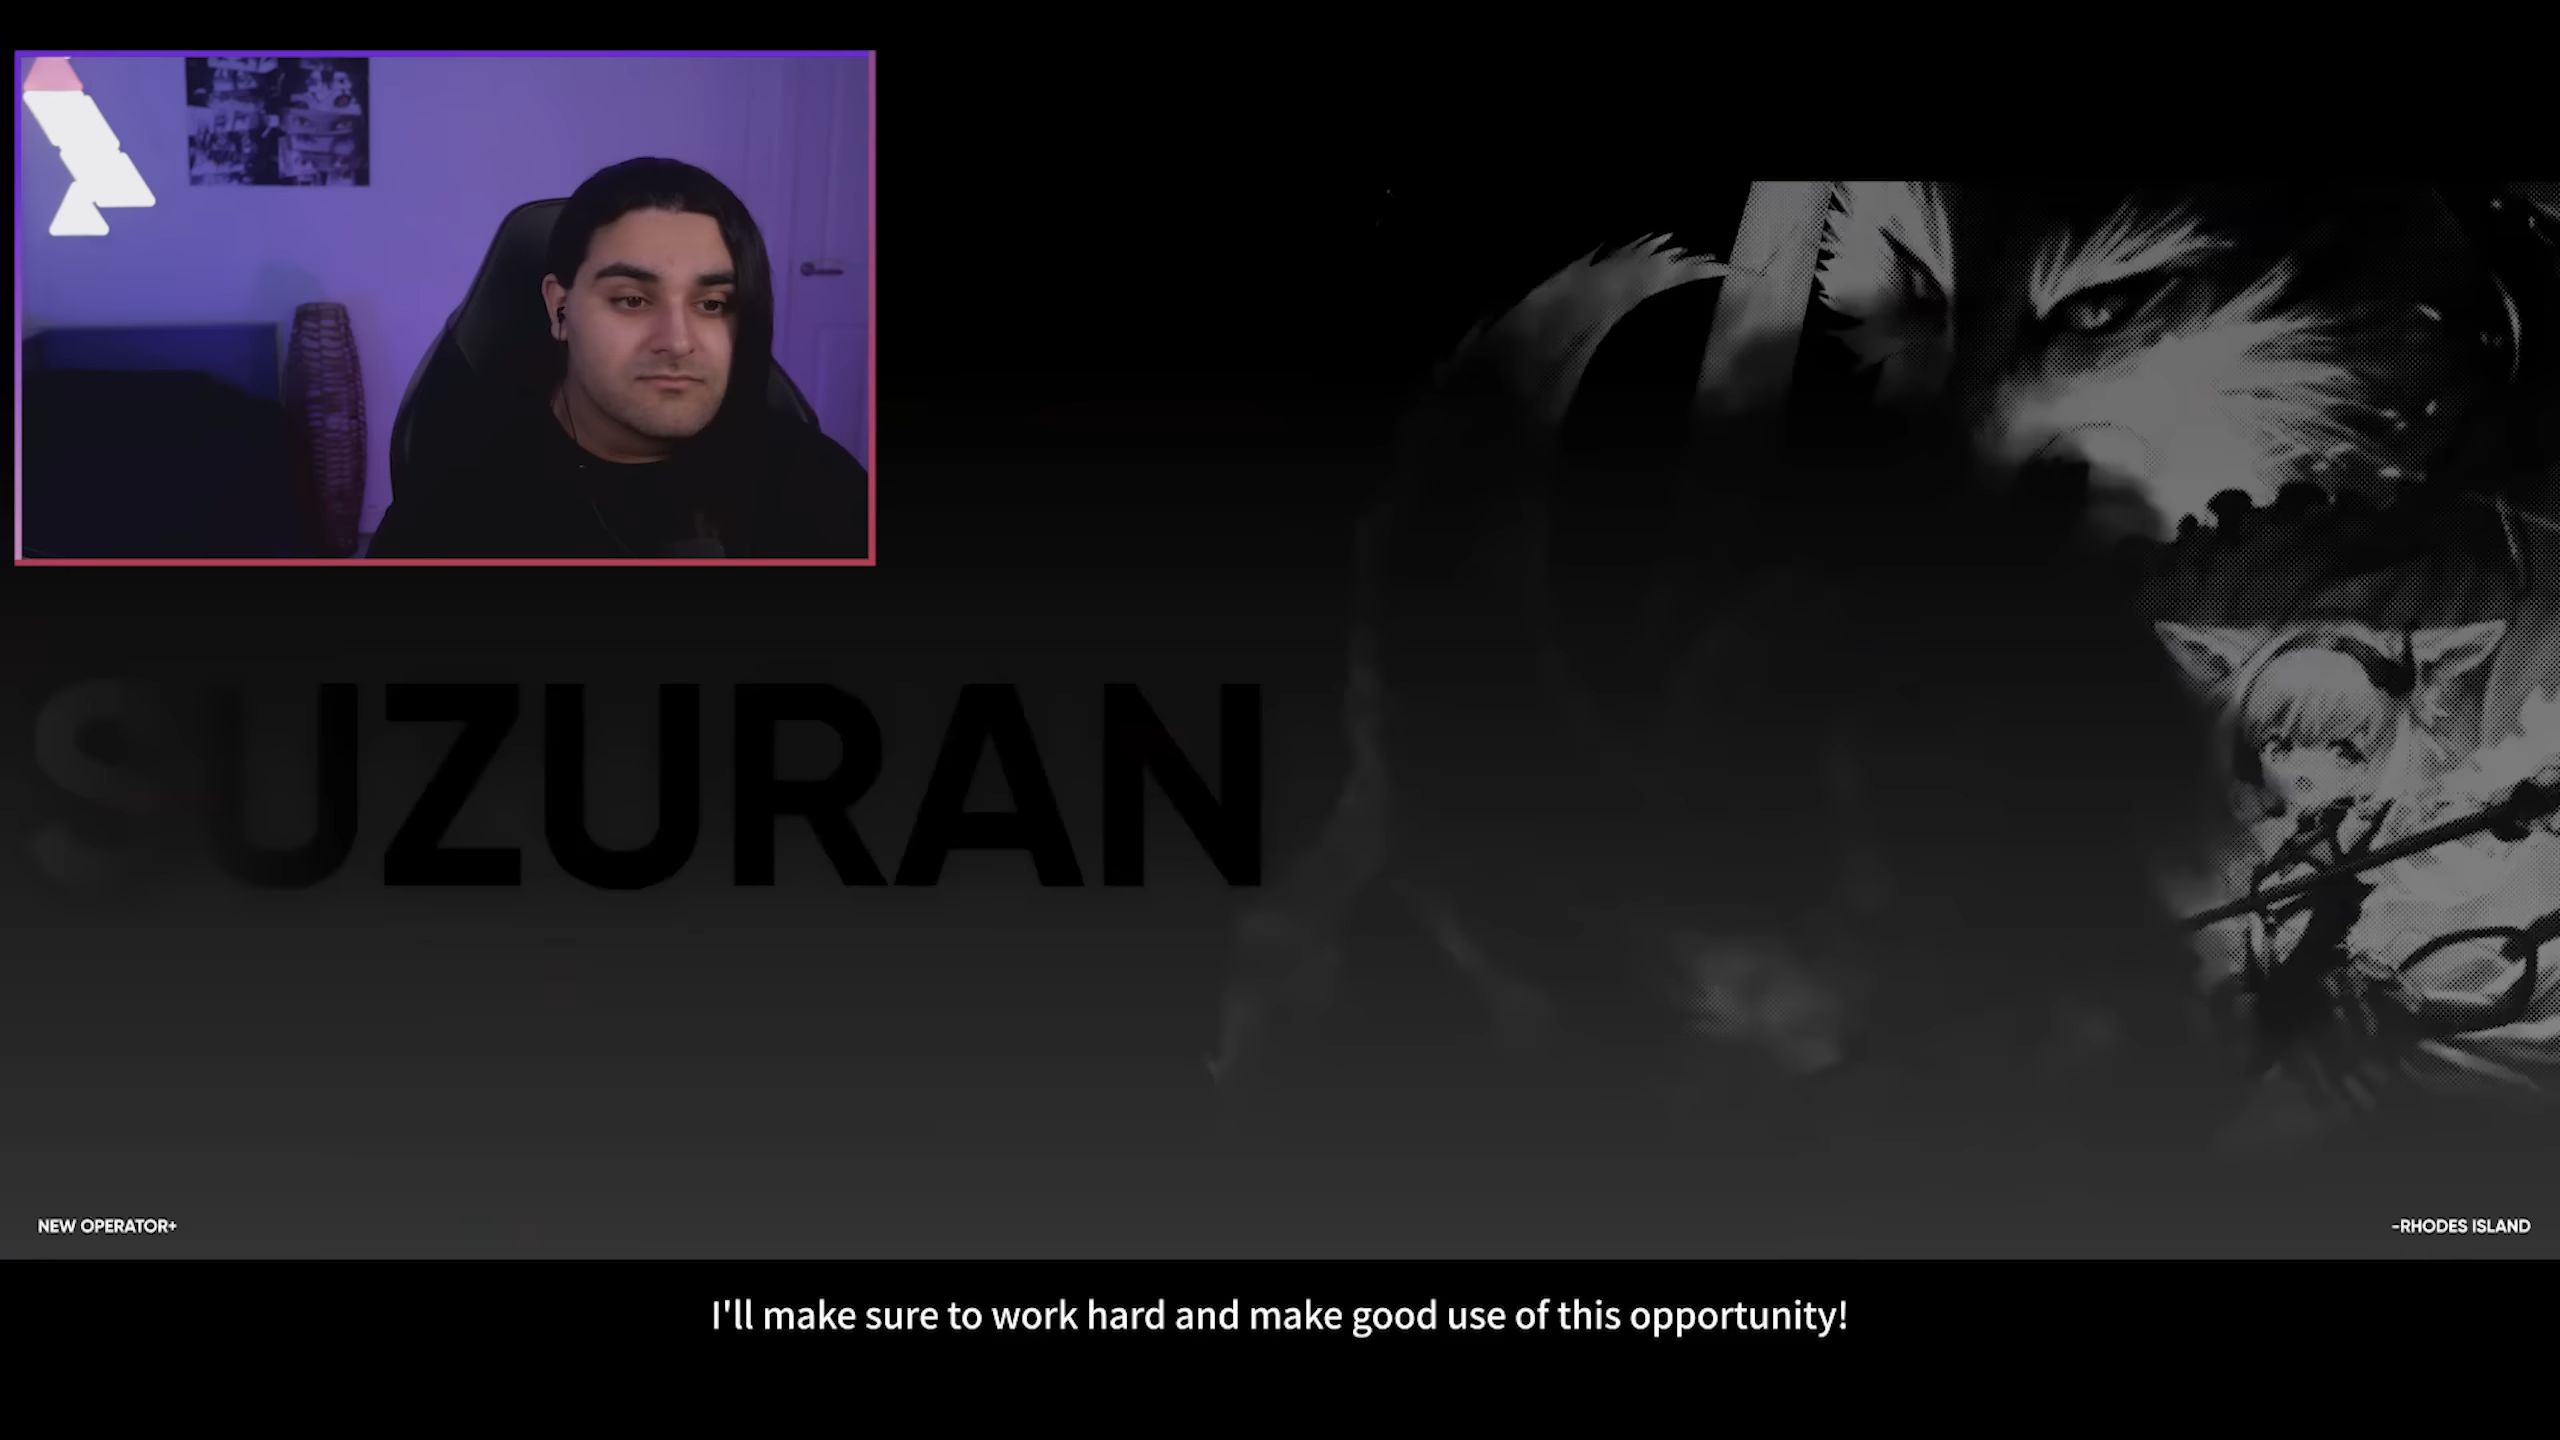 SUZURAN
NEW OPERATOR+
-RHODES ISLAND
I'll make sure to work hard and make good use of this opportunity!